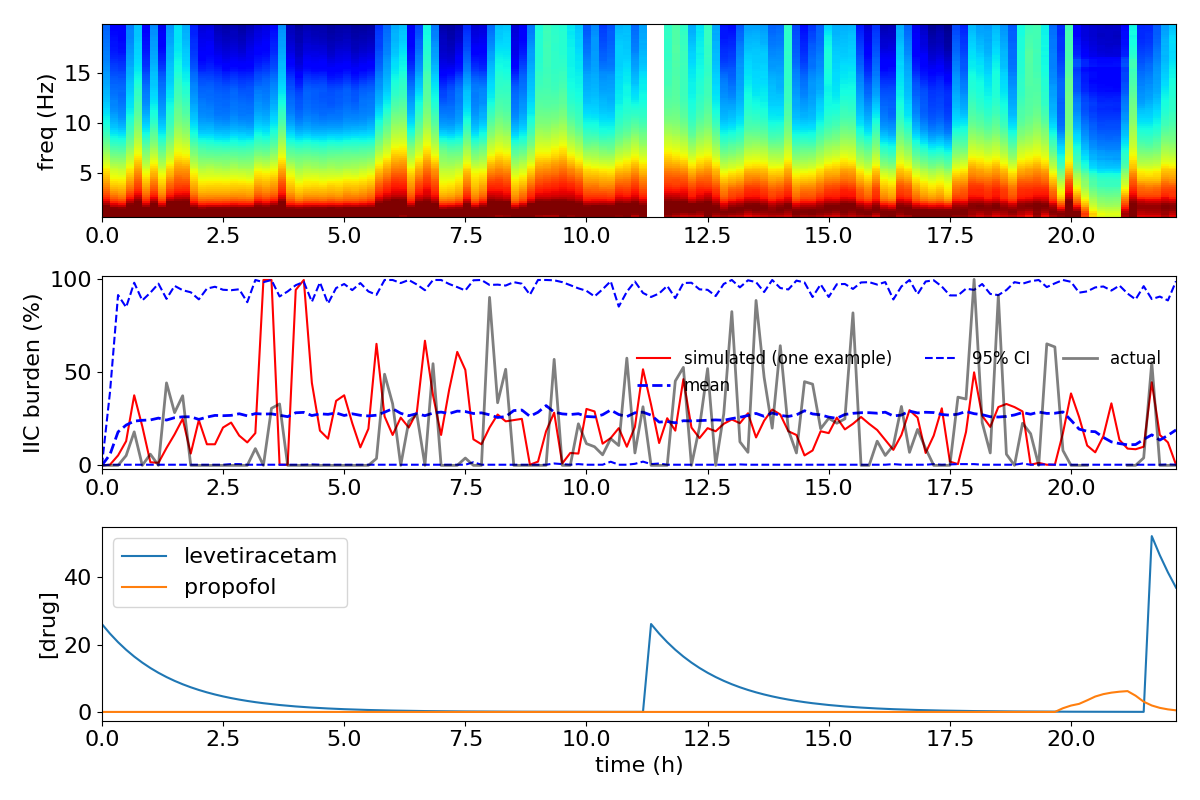 freq (Hz)
15
10
5
0.0 2.5 5.0 7.5 10.0 12.5 15.0 17.5 20.0
IIC burden (%)
100
50
0
simulated (one example) 95% CI actual
mean
0.0 2.5 5.0 7.5 10.0 12.5 15.0 17.5 20.0
[drug]
40
20
0
levetiracetam
propofol
0.0 2.5 5.0 7.5 10.0 12.5 15.0 17.5 20.0
time (h)